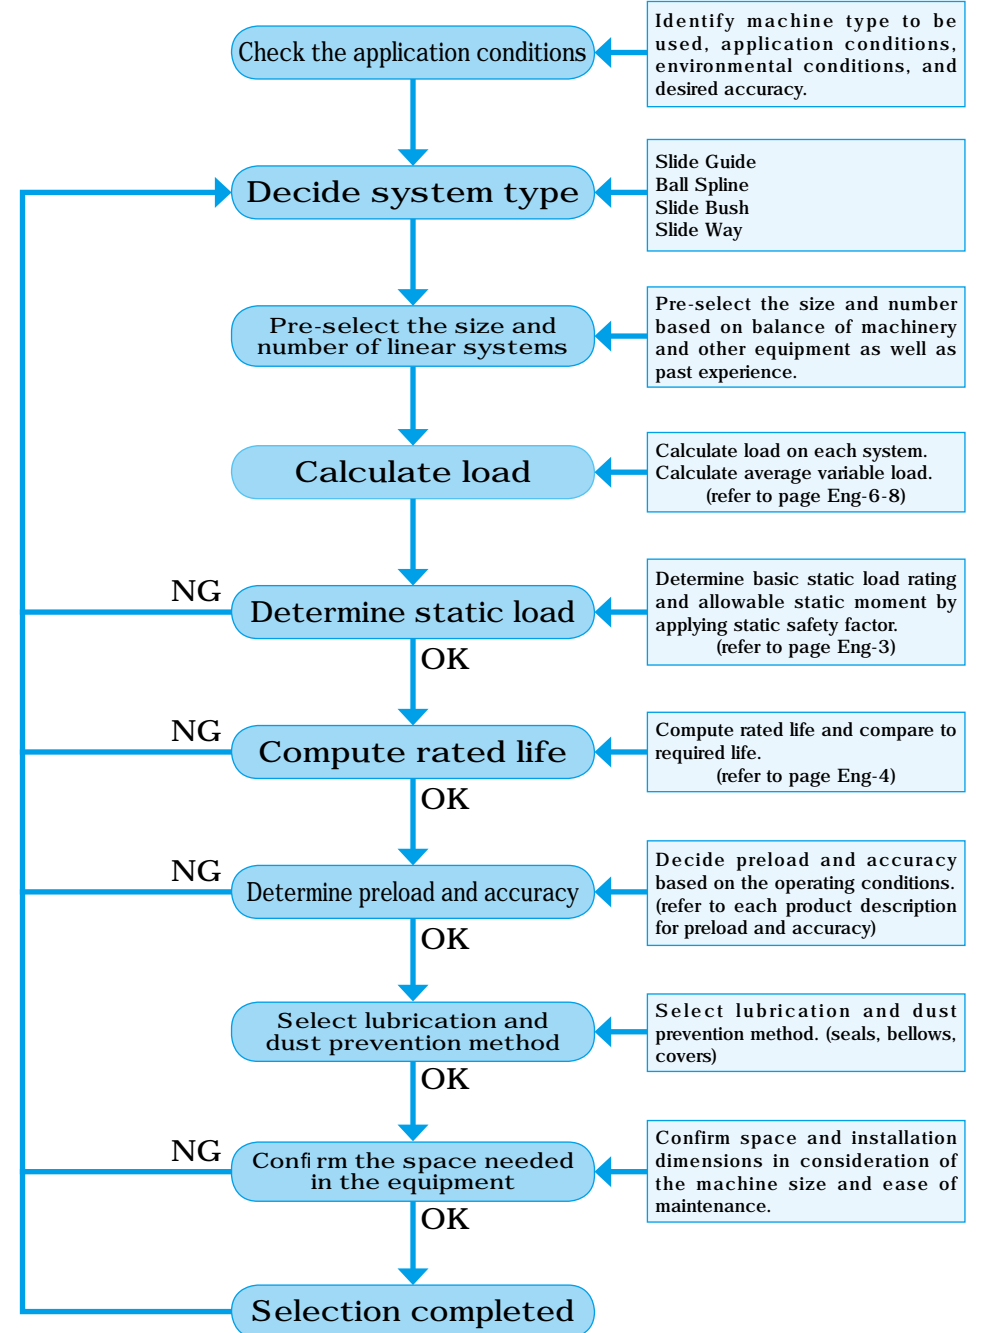 Check the application conditions
Identify machine type to be
used, application conditions,
environmental conditions, and
desired accuracy.
Decide system type
Slide Guide
Ball Spline
Slide Bush
Slide Way
Pre-select the size and
number of linear systems
Pre-select the size and number
based on balance of machinery
and other equipment as well as
past experience.
Calculate load
Calculate load on each system.
Calculate average variable load.
(refer to page Eng-6-8)
NG
Determine static load
OK
Determine basic static load rating
and allowable static moment by
applying static safety factor.
(refer to page Eng-3)
NG
Compute rated life
OK
Compute rated life and compare to
required life.
(refer to page Eng-4)
NG
Determine preload and accuracy
OK
Decide preload and accuracy
based on the operating conditions.
(refer to each product description
for preload and accuracy)
Select lubrication and
dust prevention method
OK
Select lubrication and dust
prevention method. (seals, bellows,
covers)
NG
Confirm the space needed
in the equipment
OK
Confirm space and installation
dimensions in consideration of
the machine size and ease of
maintenance.
Selection completed